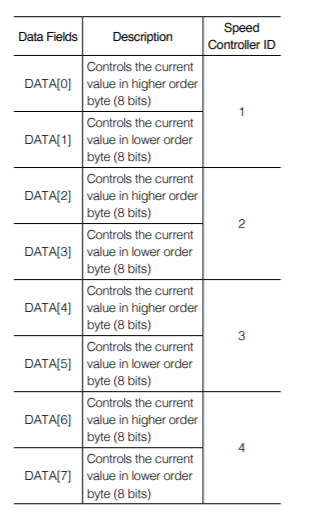 Data Fields Description Speed Controller ID
DATA[0] Controls the current value in higher order byte (8 bits) 1
DATA[1] Controls the current value in lower order byte (8 bits)
DATA[2] Controls the current value in higher order byte (8 bits) 2
DATA[3] Controls the current value in lower order byte (8 bits)
DATA[4] Controls the current value in higher order byte (8 bits) 3
DATA[5] Controls the current value in lower order byte (8 bits)
DATA[6] Controls the current value in higher order byte (8 bits) 4
DATA[7] Controls the current value in lower order byte (8 bits)